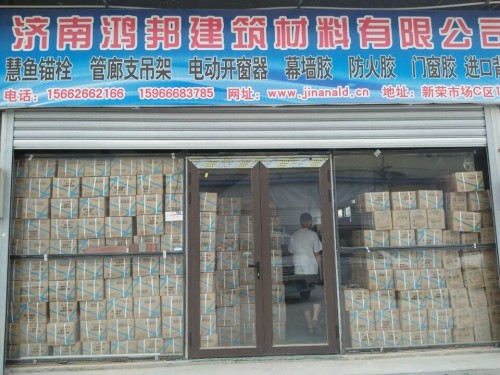 济南鸿邦建筑材料有限公司
慧鱼锚栓 管廊支吊架 电动开窗器 幕墙胶 防火胶 门窗胶 进口
电话：15662662166 15966683785 网址：www.jinanald.cn 地址：新荣市场C区1